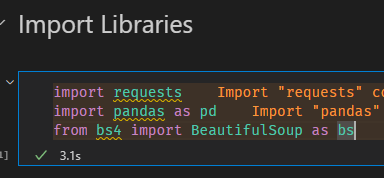 Import Libraries
import requests Import "requests" co
import pandas as pd Import "pandas"
from bs4 import BeautifulSoup as bs
1] ✓ 3.1s